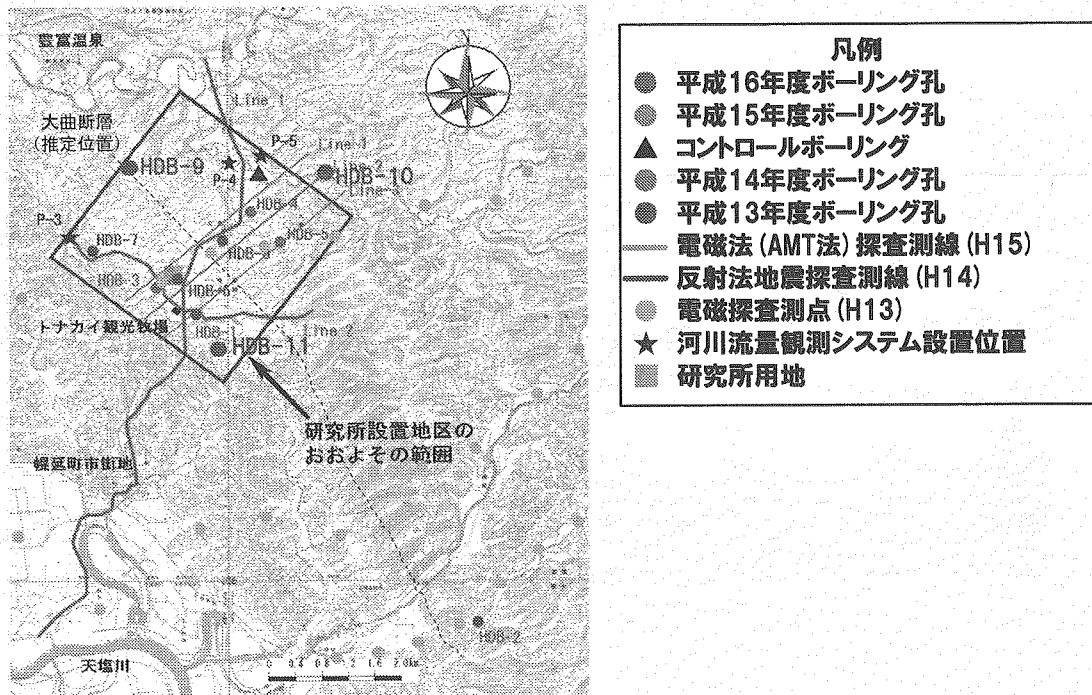 豊富温泉
大曲断層
(推定位置)
Line 1
P-5
Line 1
HDB-9
P-4
Line 2
HDB-10
Line 3
P-3
HDB-4
HDB-7
HDB-5
HDB-3
HDB-6
トナカイ観光牧場
HDB-1
Line 2
HDB-11
研究所設置地区の
おおよその範囲
幌延町市街地
HDB-2
天塩川
凡例
平成16年度ボーリング孔
平成15年度ボーリング孔
コントロールボーリング
平成14年度ボーリング孔
平成13年度ボーリング孔
電磁法(AMT法)探査測線(H15)
反射法地震探査測線(H14)
電磁探査測点(H13)
河川流量観測システム設置位置
研究所用地